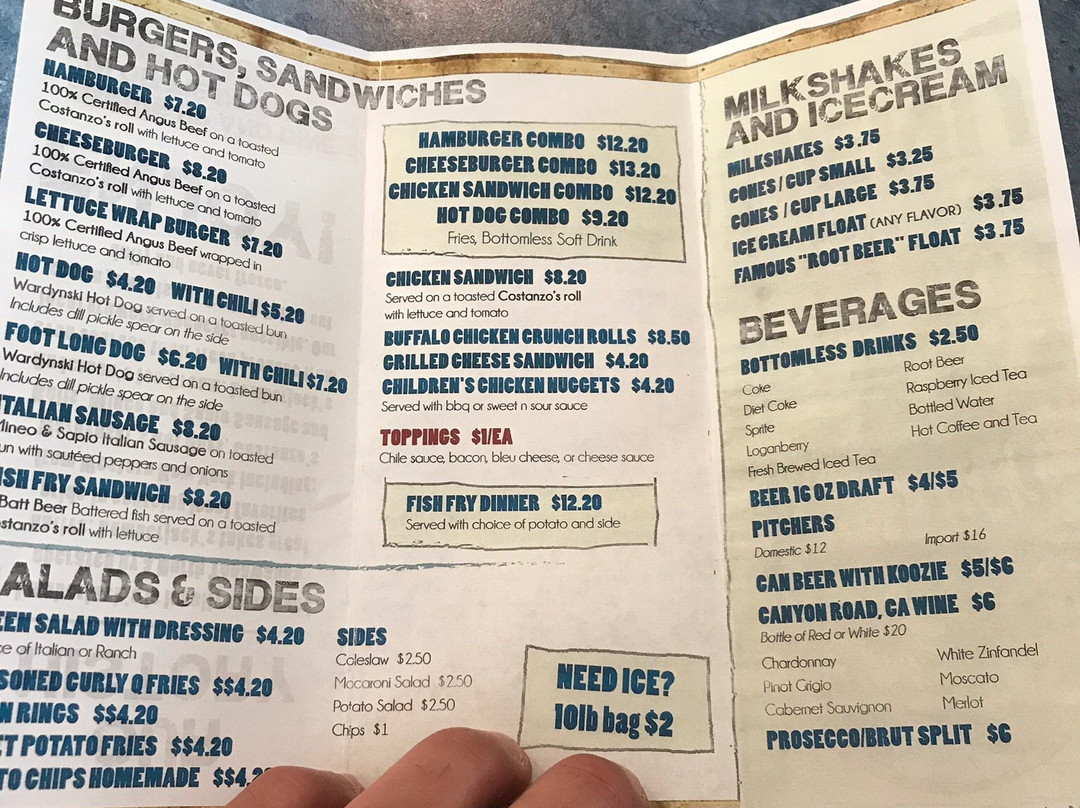 BURGERS, SANDWICHES
AND HOT DOGS
HAMBURGER $7.20
100% Certified Angus Beef on a toasted
Costanzo's roll with lettuce and tomato
CHEESEBURGER $8.20
100% Certified Angus Beef on a toasted
Costanzo's roll with lettuce and tomato
LETTUCE WRAP BURGER $7.20
100% Certified Angus Beef wrapped in
crisp lettuce and tomato
HOT DOG $4.20 WITH CHILI $5.20
Wardynski Hot Dog served on a toasted bun
Includes dill pickle spear on the side
FOOT LONG DOG $6.20 WITH CHILI $7.20
Wardynski Hot Dog served on a toasted bun
Includes dill pickle spear on the side
ITALIAN SAUSAGE $8.20
Mineo & Sapio Italian Sausage on toasted
un with sautéed peppers and onions
ISH FRY SANDWICH $8.20
Batt Beer Battered fish served on a toasted
stanzo's roll with lettuce
ALADS & SIDES
EEN SALAD WITH DRESSING $4.20
ce of Italian or Ranch
SONED CURLY Q FRIES $$4.20
N RINGS $$4.20
ET POTATO FRIES $$4.20
TO CHIPS HOMEMADE $$4.20
SIDES
Coleslaw $2.50
Macaroni Salad $2.50
Potato Salad $2.50
Chips $1
HAMBURGER COMBO $12.20
CHEESEBURGER COMBO $13.20
CHICKEN SANDWICH COMBO $12.20
HOT DOG COMBO $9.20
Fries, Bottomless Soft Drink
CHICKEN SANDWICH $8.20
Served on a toasted Costanzo's roll
with lettuce and tomato
BUFFALO CHICKEN CRUNCH ROLLS $8.50
GRILLED CHEESE SANDWICH $4.20
CHILDREN'S CHICKEN NUGGETS $4.20
Served with bbq or sweet n sour sauce
TOPPINGS $1/EA
Chile sauce, bacon, bleu cheese, or cheese sauce
FISH FRY DINNER $12.20
Served with choice of potato and side
NEED ICE?
10lb bag $2
MILKSHAKES
AND ICECREAM
MILKSHAKES $3.75
CONES / CUP SMALL $3.25
CONES / CUP LARGE $3.75
ICE CREAM FLOAT (ANY FLAVOR) $3.75
FAMOUS "ROOT BEER" FLOAT $3.75
BEVERAGES
BOTTOMLESS DRINKS $2.50
Coke
Diet Coke
Sprite
Loganberry
Fresh Brewed Iced Tea
Root Beer
Raspberry Iced Tea
Bottled Water
Hot Coffee and Tea
BEER 16 OZ DRAFT $4/$5
PITCHERS
Domestic $12 Import $16
CAN BEER WITH KOOZIE $5/$6
CANYON ROAD, CA WINE $6
Bottle of Red or White $20
Chardonnay
Pinot Grigio
Cabernet Sauvignon
White Zinfandel
Moscato
Merlot
PROSECCO/BRUT SPLIT $6